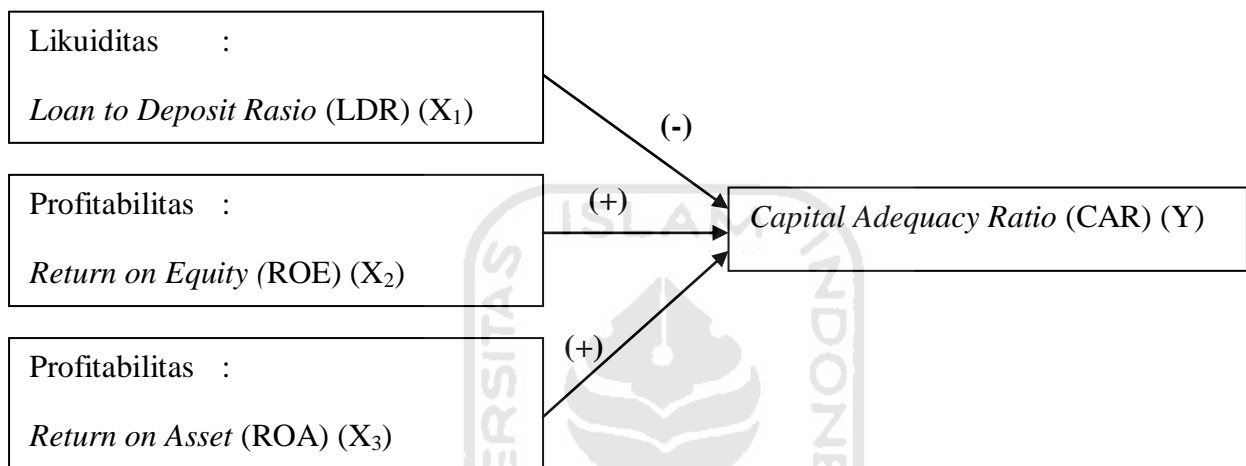 Likuiditas :
Loan to Deposit Rasio (LDR) (X₁)
(-)
Profitabilitas :
Return on Equity (ROE) (X₂)
(+)
Capital Adequacy Ratio (CAR) (Y)
Profitabilitas :
Return on Asset (ROA) (X₃)
(+)
ISLAM